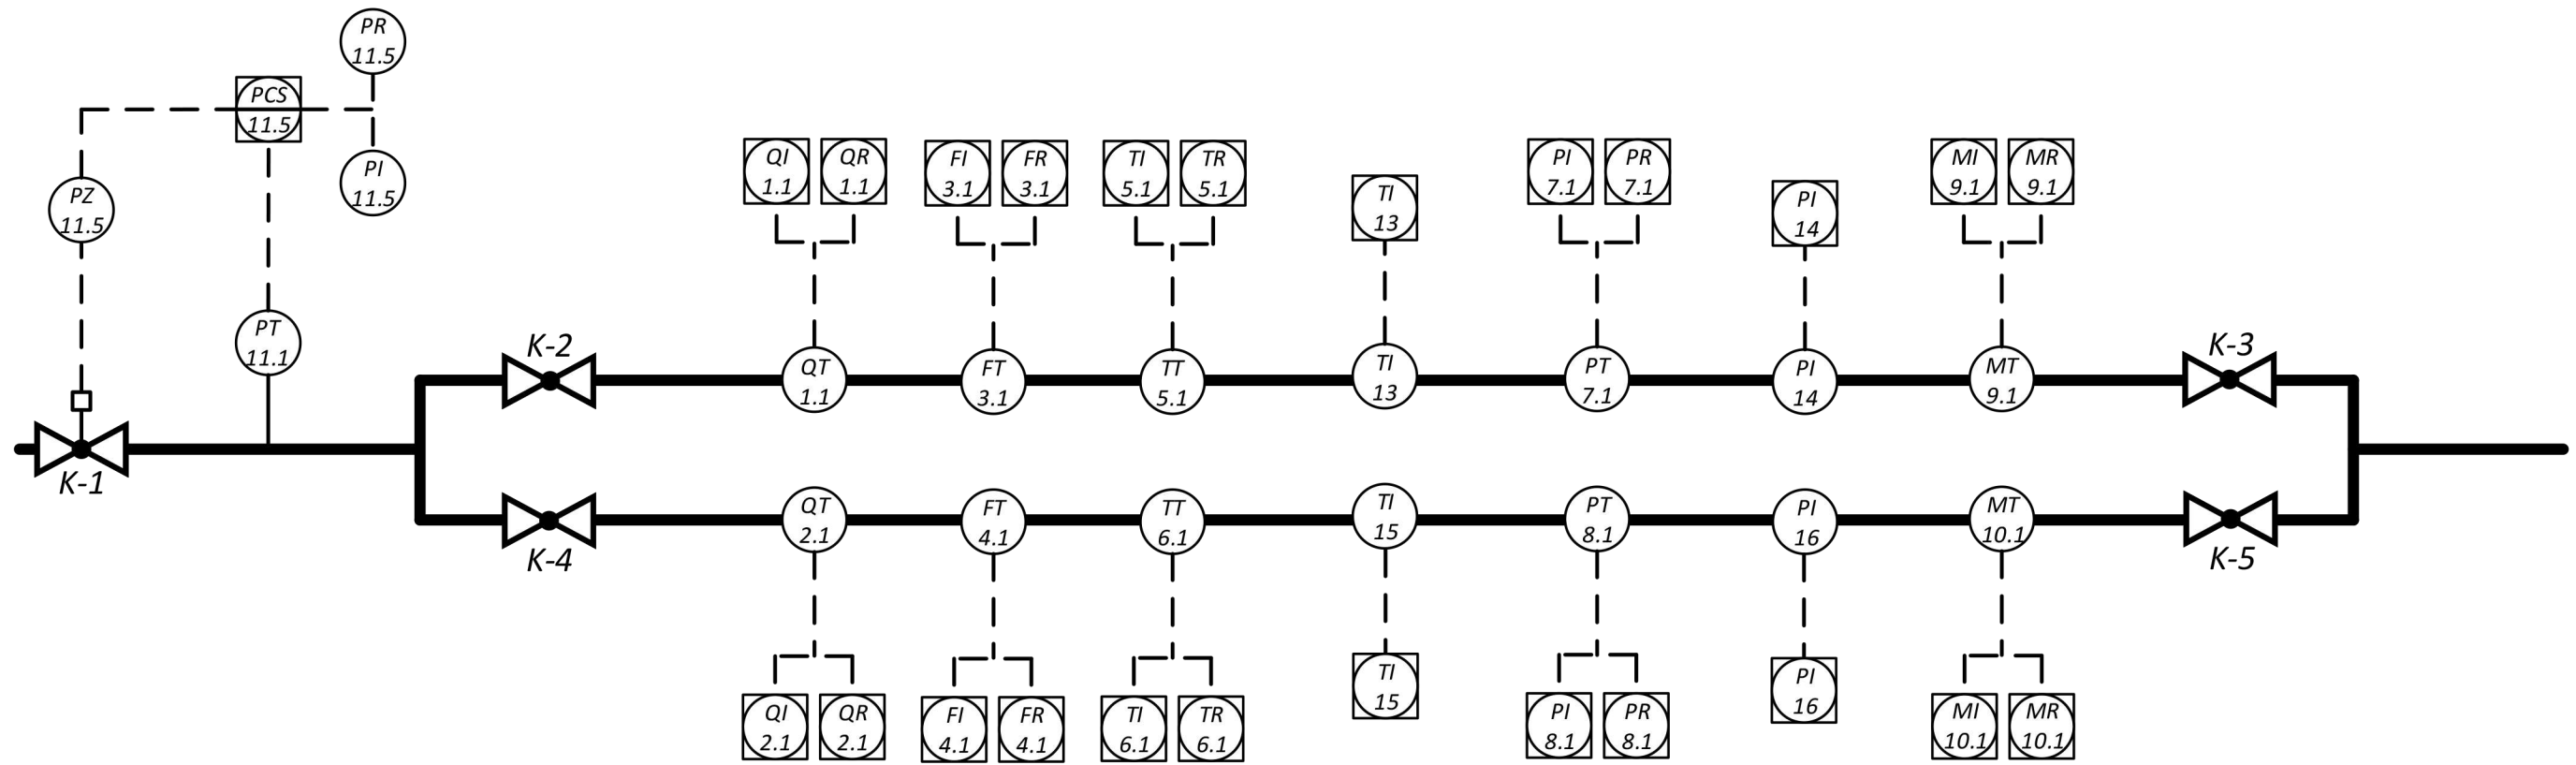 PR
11.5
PCS
11.5
PI
11.5
PZ
11.5
PT
11.1
K-1
QI
1.1
QR
1.1
FI
3.1
FR
3.1
TI
5.1
TR
5.1
TI
13
PI
7.1
PR
7.1
PI
14
MI
9.1
MR
9.1
K-2
QT
1.1
FT
3.1
TT
5.1
TI
13
PT
7.1
PI
14
MT
9.1
K-3
K-4
QT
2.1
FT
4.1
TT
6.1
TI
15
PT
8.1
PI
16
MT
10.1
K-5
QI
2.1
QR
2.1
FI
4.1
FR
4.1
TI
6.1
TR
6.1
TI
15
PI
8.1
PR
8.1
PI
16
MI
10.1
MR
10.1